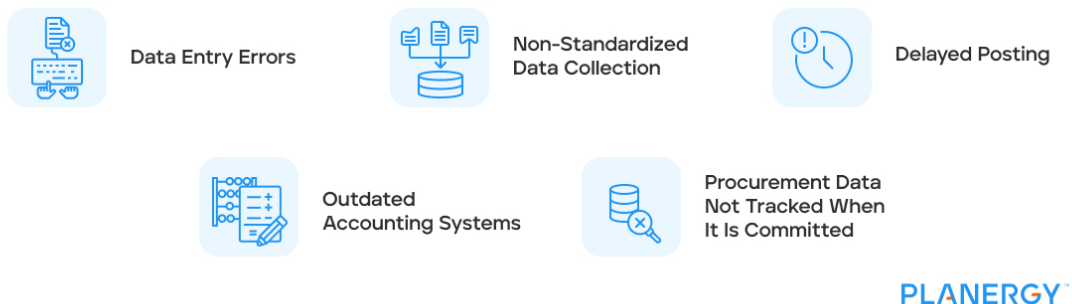 Data Entry Errors
Non-Standardized
Data Collection
Delayed Posting
Outdated
Accounting Systems
Procurement Data
Not Tracked When
It Is Committed
PLANERGY™